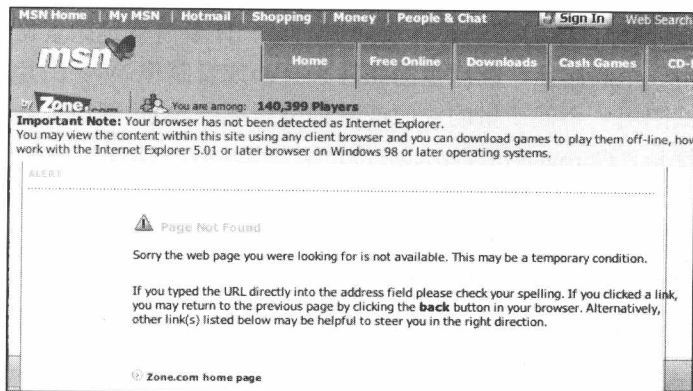 MSN Home | My MSN | Hotmail | Shopping | Money | People & Chat Sign In Web Search
msn
Home Free Online Downloads Cash Games
by Zone.com You are among: 140,399 Players
Important Note: Your browser has not been detected as Internet Explorer.
You may view the content within this site using any client browser and you can download games to play them off-line, how
work with the Internet Explorer 5.01 or later browser on Windows 98 or later operating systems.
ALERT
Page Not Found
Sorry the web page you were looking for is not available. This may be a temporary condition.
If you typed the URL directly into the address field please check your spelling. If you clicked a link,
you may return to the previous page by clicking the back button in your browser. Alternatively,
other link(s) listed below may be helpful to steer you in the right direction.
Zone.com home page